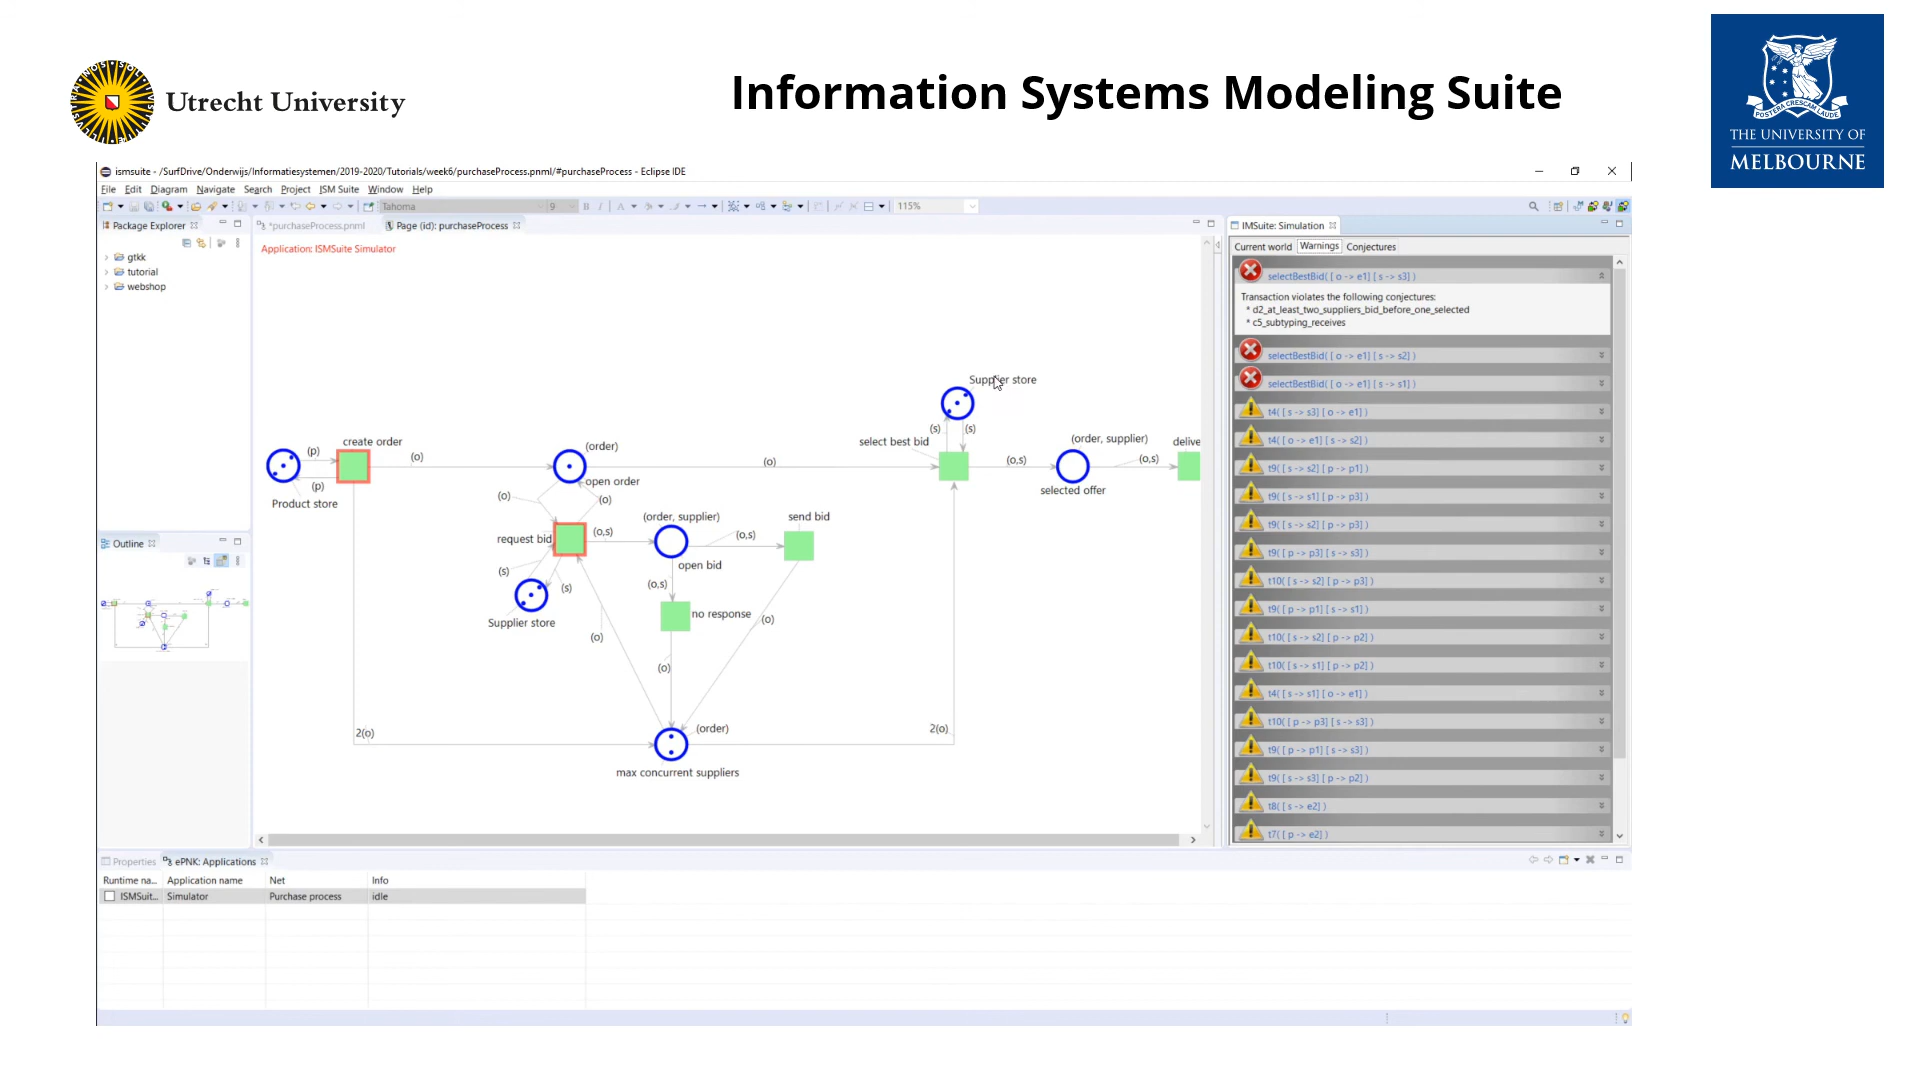 Information Systems Modeling Suite
Utrecht University
THE UNIVERSITY OF
MELBOURNE
POSTERA CRESCAM LAUDE
ismsuite - /SurfDrive/Onderwijs/Informatiesystemen/2019-2020/Tutorials/week6/purchaseProcess.pnml/#purchaseProcess - Eclipse IDE
File Edit Diagram Navigate Search Project ISM Suite Window Help
Tahoma 9 B I A 115%
Package Explorer
gtkk
tutorial
webshop
*purchaseProcess.pnml Page (id): purchaseProcess
Application: ISMSuite Simulator
Supplier store
create order
(p)
(o)
(order)
(o)
select best bid
(s) (s)
(o,s)
(order, supplier)
(o,s)
delive
(p)
Product store
open order
selected offer
(o)
(o)
request bid
(o,s)
(order, supplier)
(o,s)
send bid
open bid
(s)
(s)
Supplier store
(o,s)
no response
(o)
(o)
(o)
2(o)
(order)
2(o)
max concurrent suppliers
Outline
IMSuite: Simulation
Current world Warnings Conjectures
selectBestBid( [ o -> e1] [ s -> s3] )
Transaction violates the following conjectures:
* d2_at_least_two_suppliers_bid_before_one_selected
* c5_subtyping_receives
selectBestBid( [ o -> e1] [ s -> s2] )
selectBestBid( [ o -> e1] [ s -> s1] )
t4( [ s -> s3] [ o -> e1] )
t4( [ o -> e1] [ s -> s2] )
t9( [ s -> s2] [ p -> p1] )
t9( [ s -> s1] [ p -> p3] )
t9( [ s -> s2] [ p -> p3] )
t9( [ p -> p3] [ s -> s3] )
t10( [ s -> s2] [ p -> p3] )
t9( [ p -> p1] [ s -> s1] )
t10( [ s -> s2] [ p -> p2] )
t10( [ s -> s1] [ p -> p2] )
t4( [ s -> s1] [ o -> e1] )
t10( [ p -> p3] [ s -> s3] )
t9( [ p -> p1] [ s -> s3] )
t9( [ s -> s3] [ p -> p2] )
t8( [ s -> e2] )
t7( [ p -> e2] )
Properties ePNK: Applications
Runtime na... Application name Net Info
ISMSuit... Simulator Purchase process idle